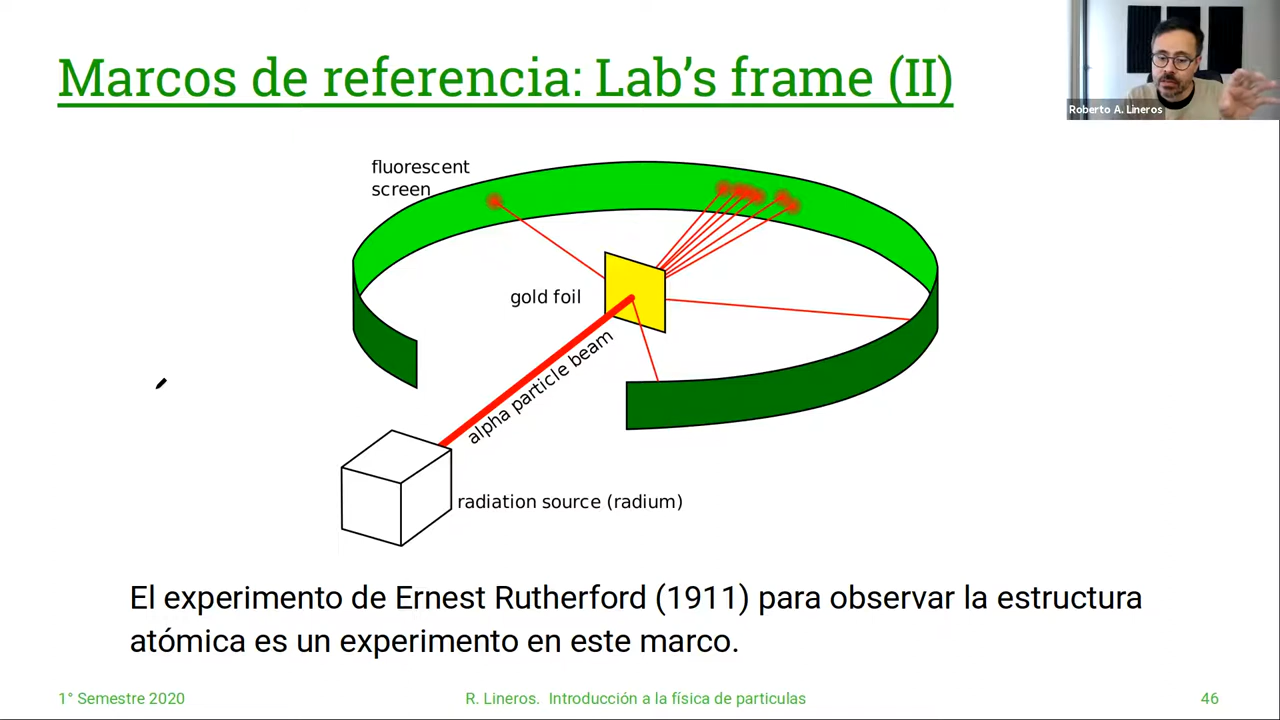 Marcos de referencia: Lab’s frame (II)
Roberto A. Lineros
fluorescent
screen
gold foil
alpha particle beam
radiation source (radium)
El experimento de Ernest Rutherford (1911) para observar la estructura
atómica es un experimento en este marco.
1° Semestre 2020
R. Lineros. Introducción a la física de particulas
46